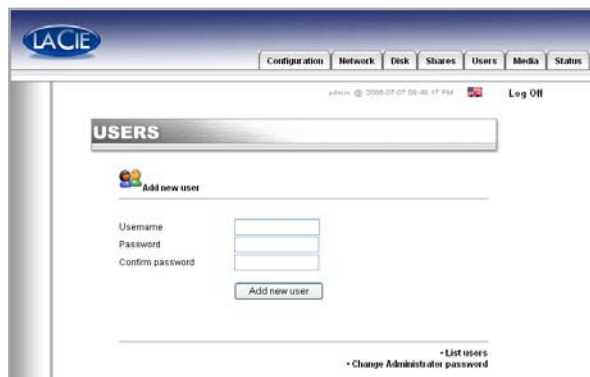 LACIE
Configuration Network Disk Shares Users Media Status
Log Off
USERS
Add new user
Username
Password
Confirm password
Add new user
• List users
• Change Administrator password